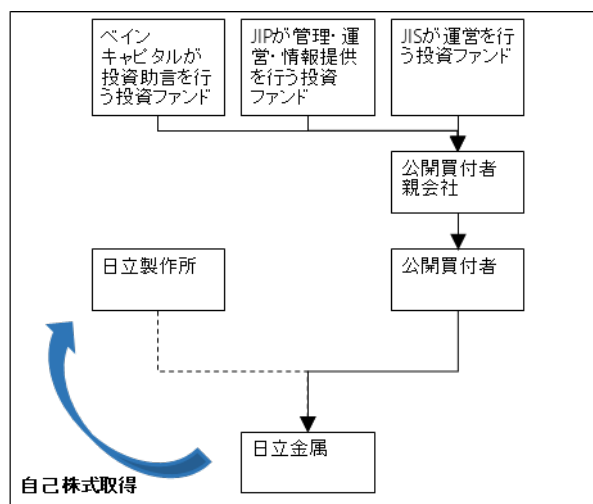 ベイン
キャピタルが
投資助言を行
う投資ファンド
JIPが管理・運
営・情報提供
を行う投資
ファンド
JISが運営を行
う投資ファンド
公開買付者
親会社
日立製作所
公開買付者
日立金属
自己株式取得